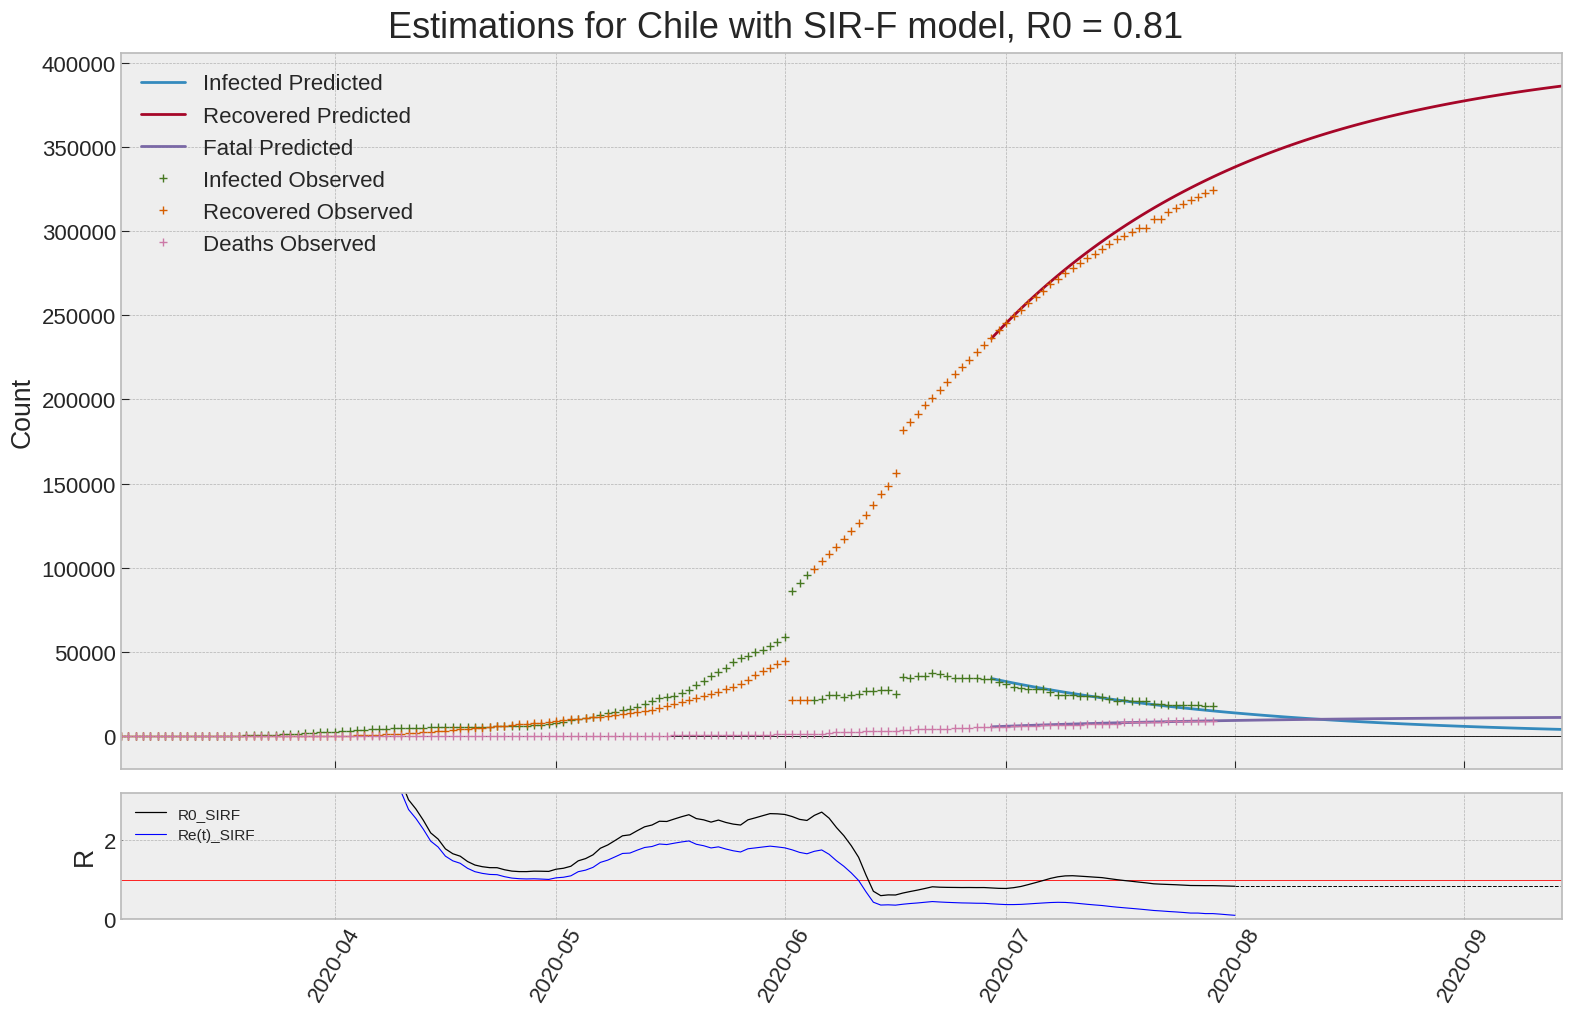 Estimations for Chile with SIR-F model, R0 = 0.81
Count
400000
350000
300000
250000
200000
150000
100000
50000
0
Infected Predicted
Recovered Predicted
Fatal Predicted
Infected Observed
Recovered Observed
Deaths Observed
R
2
0
R0_SIRF
Re(t)_SIRF
2020-04
2020-05
2020-06
2020-07
2020-08
2020-09